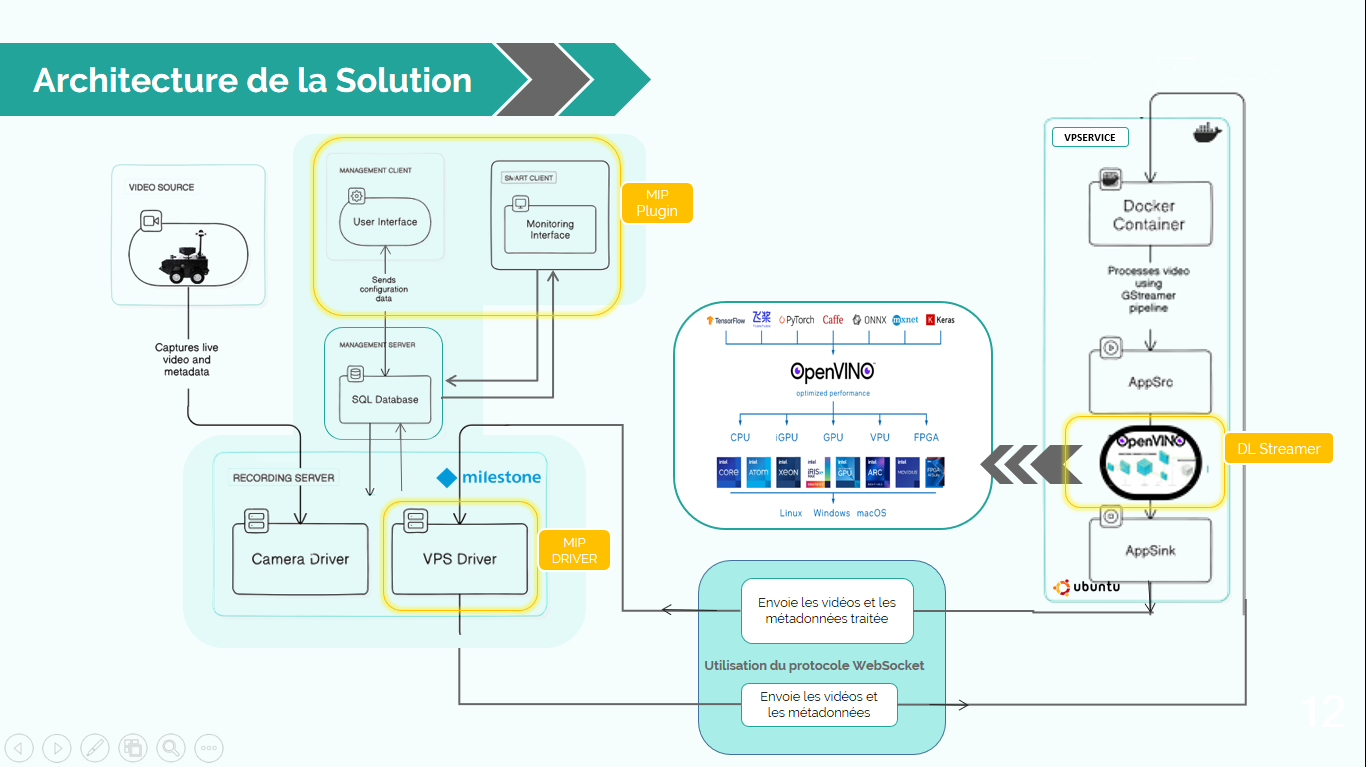 Architecture de la Solution
VPSERVICE
VIDEO SOURCE
MANAGEMENT CLIENT
User Interface
SMART CLIENT
Monitoring
Interface
MIP
Plugin
Sends
configuration
data
Captures live
video and
metadata
MANAGEMENT SERVER
SQL Database
RECORDING SERVER
milestone
Camera Driver
VPS Driver
MIP
DRIVER
TensorFlow
飞桨
PyTorch
Caffe
ONNX
mxnet
Keras
OpenVINO
optimized performance
CPU
iGPU
GPU
VPU
FPGA
intel
CORE
intel
ATOM
intel
XEON
intel
iRIS Xe
intel
GPU
intel
ARC
intel
MOVIDIUS
intel
FPGA
Linux Windows macOS
Docker
Container
Processes video
using
GStreamer
pipeline
AppSrc
OpenVINO
DL Streamer
AppSink
ubuntu
Envoie les vidéos et les
métadonnées traitée
Utilisation du protocole WebSocket
Envoie les vidéos et
les métadonnées
12